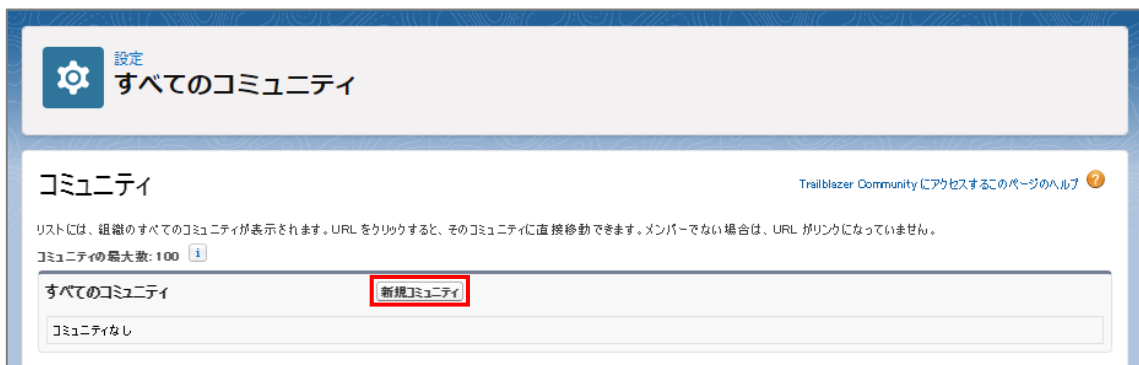 設定
すべてのコミュニティ
コミュニティ
Trailblazer Community にアクセスするこのページのヘルプ
リストには、組織のすべてのコミュニティが表示されます。URL をクリックすると、そのコミュニティに直接移動できます。メンバーでない場合は、URL がリンクになっていません。
コミュニティの最大数: 100 i
すべてのコミュニティ 新規コミュニティ
コミュニティなし